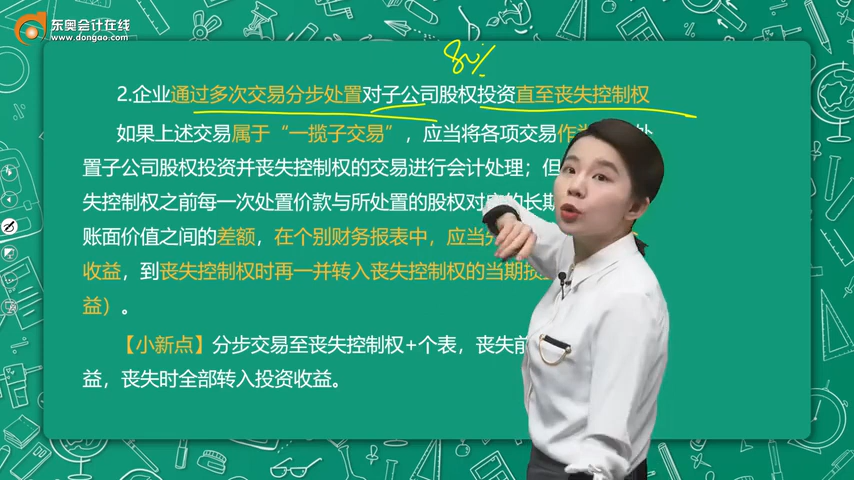 东奥会计在线
www.dongao.com
80%
2.企业通过多次交易分步处置对子公司股权投资直至丧失控制权
如果上述交易属于“一揽子交易”，应当将各项交易作为
置子公司股权投资并丧失控制权的交易进行会计处理；但
失控制权之前每一次处置价款与所处置的股权对应的长期
账面价值之间的差额，在个别财务报表中，应当
收益，到丧失控制权时再一并转入丧失控制权的当期损
益）。
【小新点】分步交易至丧失控制权+个表，丧失前
益，丧失时全部转入投资收益。